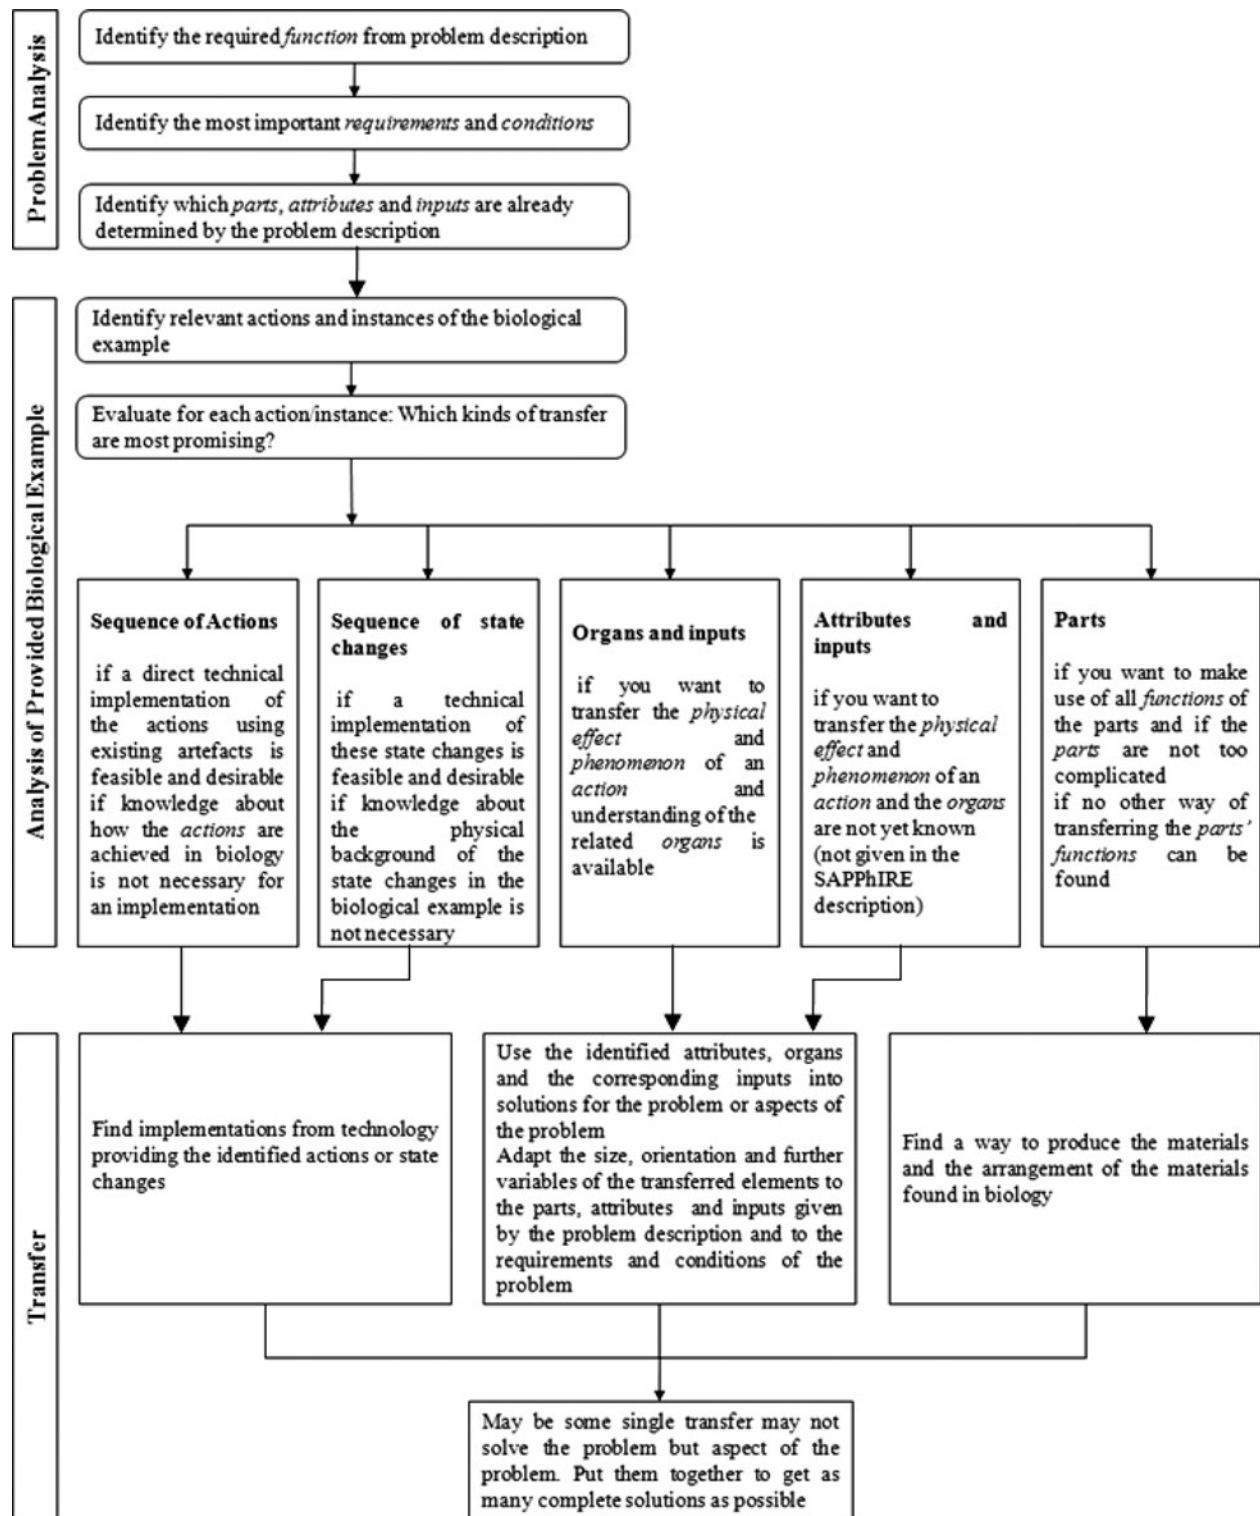 Problem Analysis
Identify the required function from problem description
Identify the most important requirements and conditions
Identify which parts, attributes and inputs are already
determined by the problem description
Analysis of Provided Biological Example
Identify relevant actions and instances of the biological
example
Evaluate for each action/instance: Which kinds of transfer
are most promising?
Sequence of Actions
if a direct technical
implementation of
the actions using
existing artefacts is
feasible and desirable
if knowledge about
how the actions are
achieved in biology
is not necessary for
an implementation
Sequence of state
changes
if a technical
implementation of
these state changes is
feasible and desirable
if knowledge about
the physical
background of the
state changes in the
biological example is
not necessary
Organs and inputs
if you want to
transfer the physical
effect and
phenomenon of an
action and
understanding of the
related organs is
available
Attributes and
inputs
if you want to
transfer the physical
effect and
phenomenon of an
action and the organs
are not yet known
(not given in the
SAPPhIRE
description)
Parts
if you want to make
use of all functions of
the parts and if the
parts are not too
complicated
if no other way of
transferring the parts'
functions can be
found
Transfer
Find implementations from technology
providing the identified actions or state
changes
Use the identified attributes, organs
and the corresponding inputs into
solutions for the problem or aspects of
the problem
Adapt the size, orientation and further
variables of the transferred elements to
the parts, attributes and inputs given
by the problem description and to the
requirements and conditions of the
problem
Find a way to produce the materials
and the arrangement of the materials
found in biology
May be some single transfer may not
solve the problem but aspect of the
problem. Put them together to get as
many complete solutions as possible